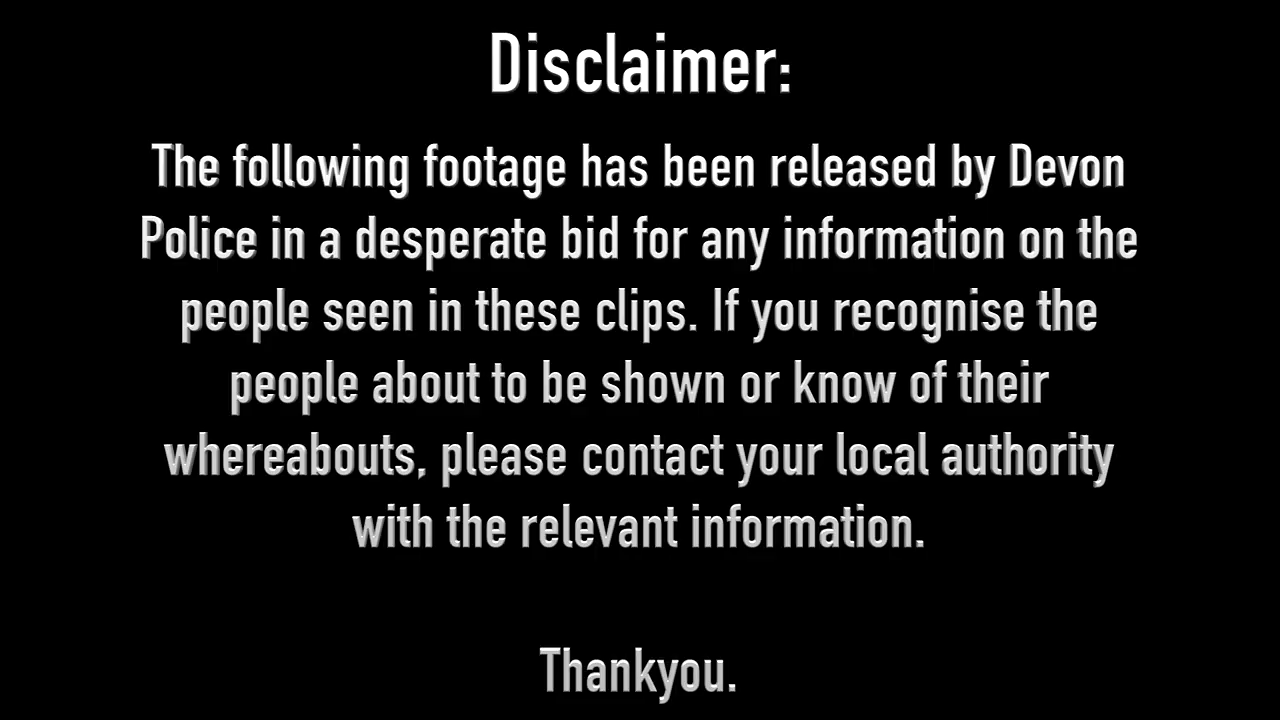 Disclaimer:
The following footage has been released by Devon
Police in a desperate bid for any information on the
people seen in these clips. If you recognise the
people about to be shown or know of their
whereabouts, please contact your local authority
with the relevant information.
Thankyou.